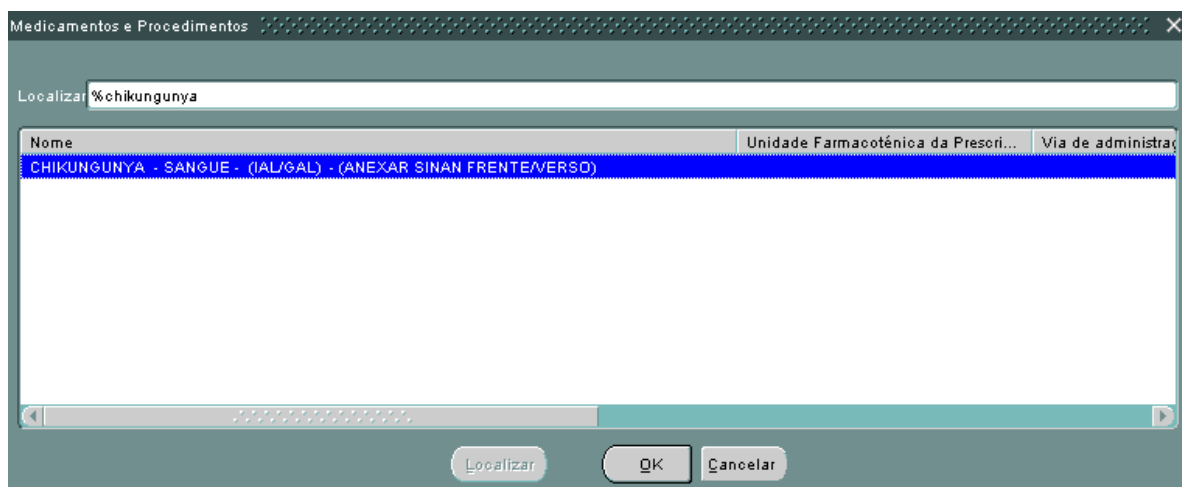 Medicamentos e Procedimentos
Localizar %chikungunya
Nome Unidade Farmacoténica da Prescri... Via de administraç
CHIKUNGUNYA - SANGUE - (IAL/GAL) - (ANEXAR SINAN FRENTE/VERSO)
Localizar OK Cancelar